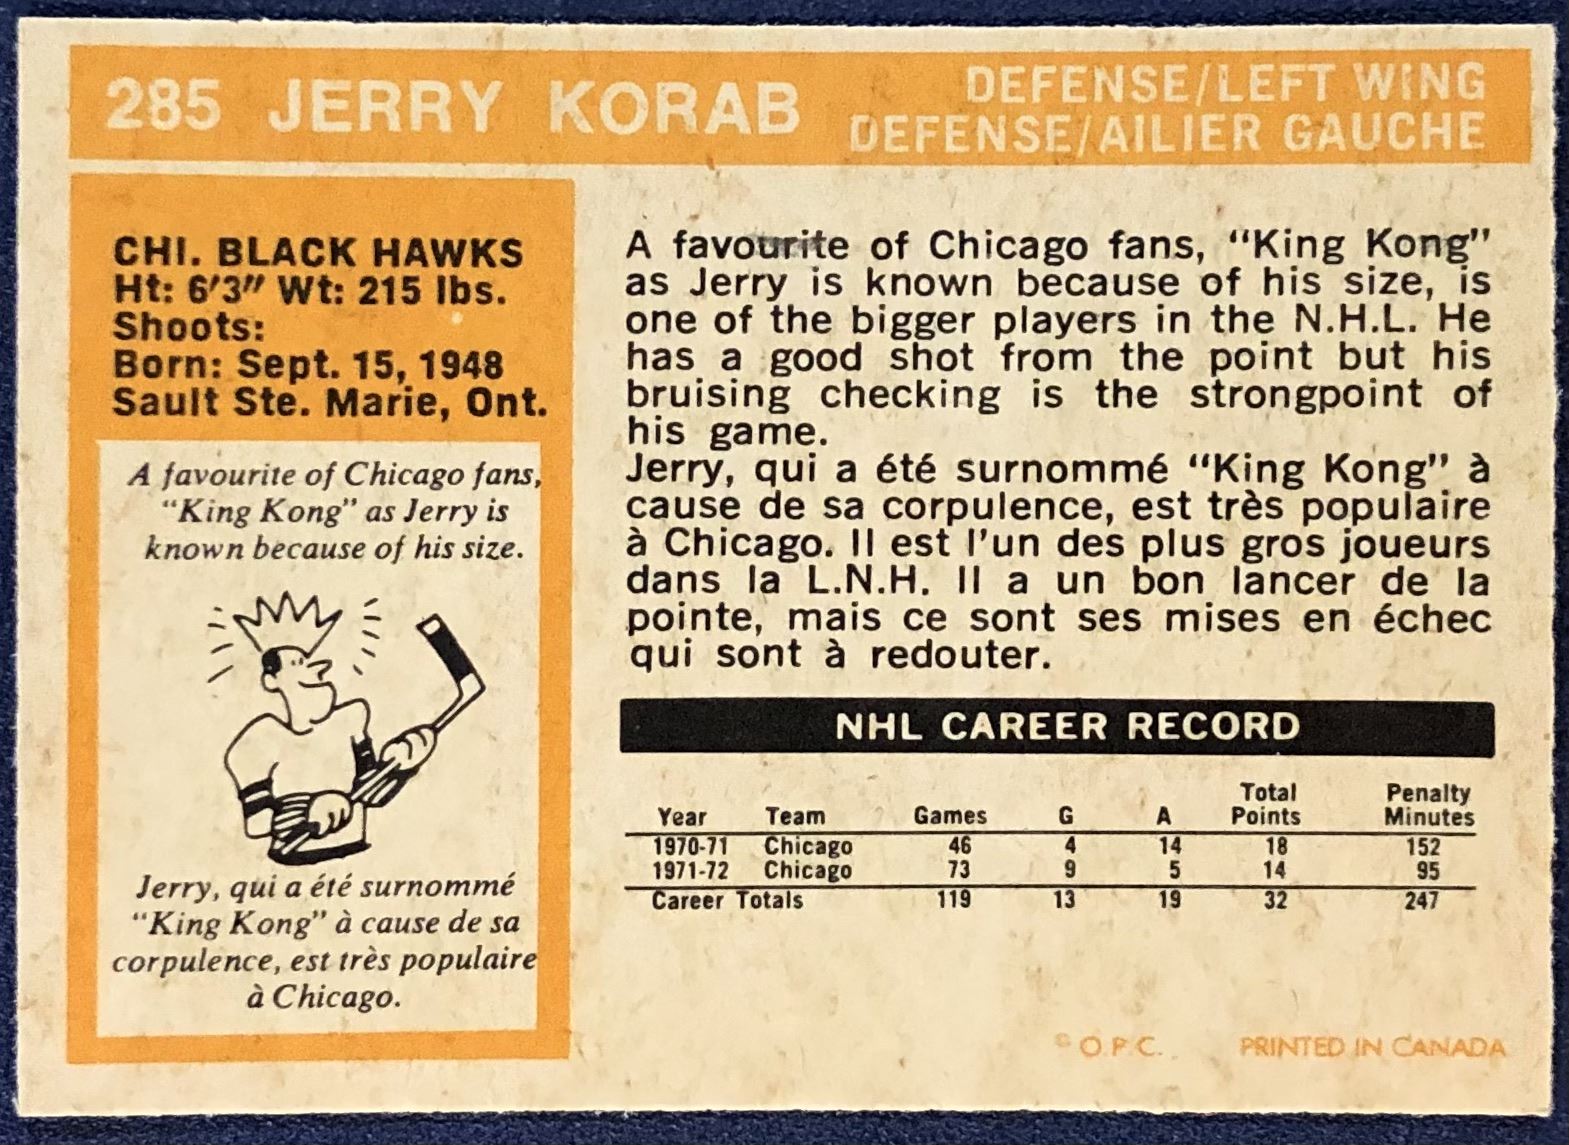 285 JERRY KORAB
DEFENSE/LEFT WING
DEFENSE/AILIER GAUCHE
CHI. BLACK HAWKS
Ht: 6'3" Wt: 215 lbs.
Shoots:
Born: Sept. 15, 1948
Sault Ste. Marie, Ont.
A favourite of Chicago fans,
"King Kong" as Jerry is
known because of his size.
Jerry, qui a été surnommé
"King Kong" à cause de sa
corpulence, est très populaire
à Chicago.
A favourite of Chicago fans, "King Kong"
as Jerry is known because of his size, is
one of the bigger players in the N.H.L. He
has a good shot from the point but his
bruising checking is the strongpoint of
his game.
Jerry, qui a été surnommé "King Kong" à
cause de sa corpulence, est très populaire
à Chicago. Il est l'un des plus gros joueurs
dans la L.N.H. Il a un bon lancer de la
pointe, mais ce sont ses mises en échec
qui sont à redouter.
NHL CAREER RECORD
Year Team Games G A Total Points Penalty Minutes
1970-71 Chicago 46 4 14 18 152
1971-72 Chicago 73 9 5 14 95
Career Totals 119 13 19 32 247
© O.P.C. PRINTED IN CANADA